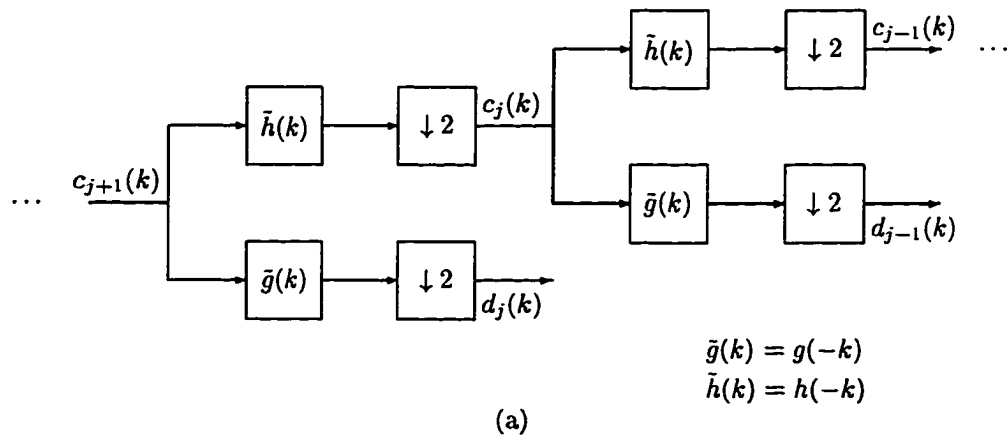 c_{j-1}(k)
h̃(k)
↓ 2
···
c_j(k)
h̃(k)
↓ 2
c_{j+1}(k)
···
g̃(k)
↓ 2
d_{j-1}(k)
g̃(k)
↓ 2
d_j(k)
g̃(k) = g(−k)
h̃(k) = h(−k)
(a)